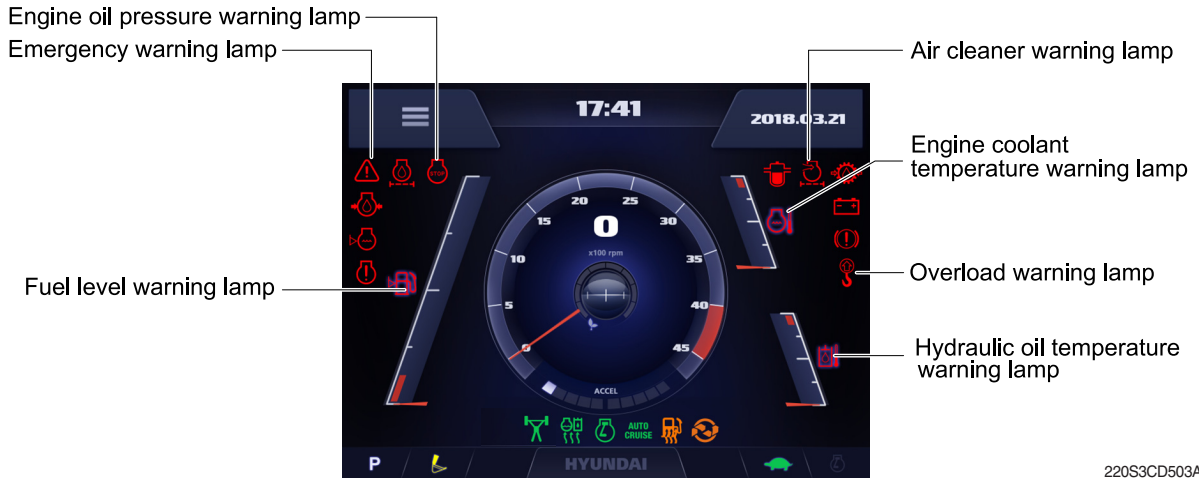 Engine oil pressure warning lamp
Emergency warning lamp
Fuel level warning lamp
Air cleaner warning lamp
Engine coolant
temperature warning lamp
Overload warning lamp
Hydraulic oil temperature
warning lamp
17:41
2018.03.21
STOP
0
x100 rpm
0
5
10
15
20
25
30
35
40
45
ACCEL
AUTO
CRUISE
P
HYUNDAI
220S3CD503A